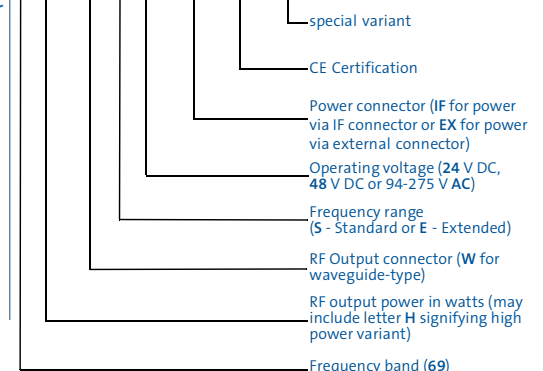 r
special variant
CE Certification
Power connector (IF for power
via IF connector or EX for power
via external connector)
Operating voltage (24 V DC,
48 V DC or 94-275 V AC)
Frequency range
(S - Standard or E - Extended)
RF Output connector (W for
waveguide-type)
RF output power in watts (may
include letter H signifying high
power variant)
Frequency band (69)